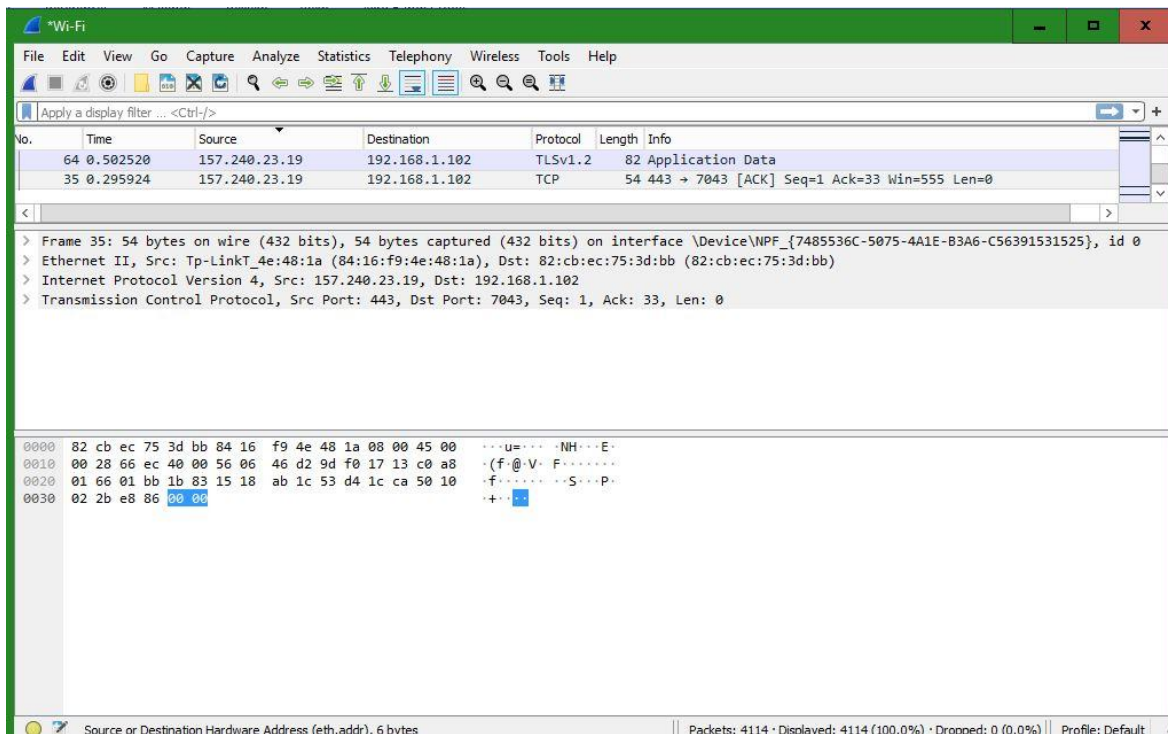 *Wi-Fi
File Edit View Go Capture Analyze Statistics Telephony Wireless Tools Help
Apply a display filter ... <Ctrl-/>
No. Time Source Destination Protocol Length Info
64 0.502520 157.240.23.19 192.168.1.102 TLSv1.2 82 Application Data
35 0.295924 157.240.23.19 192.168.1.102 TCP 54 443 → 7043 [ACK] Seq=1 Ack=33 Win=555 Len=0
> Frame 35: 54 bytes on wire (432 bits), 54 bytes captured (432 bits) on interface \Device\NPF_{7485536C-5075-4A1E-B3A6-C56391531525}, id 0
> Ethernet II, Src: Tp-LinkT_4e:48:1a (84:16:f9:4e:48:1a), Dst: 82:cb:ec:75:3d:bb (82:cb:ec:75:3d:bb)
> Internet Protocol Version 4, Src: 157.240.23.19, Dst: 192.168.1.102
> Transmission Control Protocol, Src Port: 443, Dst Port: 7043, Seq: 1, Ack: 33, Len: 0
0000 82 cb ec 75 3d bb 84 16 f9 4e 48 1a 08 00 45 00 ···u=··· ·NH···E·
0010 00 28 66 ec 40 00 56 06 46 d2 9d f0 17 13 c0 a8 ·(f·@·V· F·······
0020 01 66 01 bb 1b 83 15 18 ab 1c 53 d4 1c ca 50 10 ·f······ ··S···P·
0030 02 2b e8 86 00 00 ·+····
Source or Destination Hardware Address (eth.addr), 6 bytes Packets: 4114 · Displayed: 4114 (100.0%) · Dropped: 0 (0.0%) Profile: Default